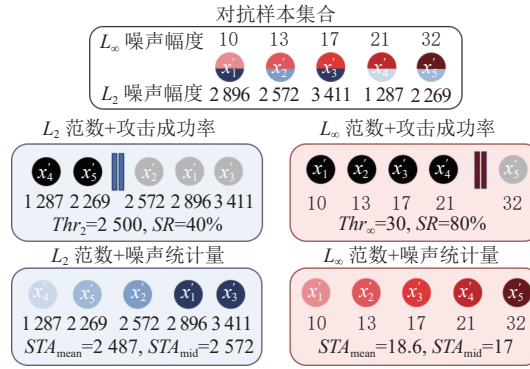 对抗样本集合
L∞ 噪声幅度 10 13 17 21 32
x′1 x′2 x′3 x′4 x′5
L2 噪声幅度 2 896 2 572 3 411 1 287 2 269
L2 范数+攻击成功率
x′4 x′5 x′2 x′1 x′3
1 287 2 269 2 572 2 896 3 411
Thr2=2 500, SR=40%
L∞ 范数+攻击成功率
x′1 x′2 x′3 x′4 x′5
10 13 17 21 32
Thr∞=30, SR=80%
L2 范数+噪声统计量
x′4 x′5 x′2 x′1 x′3
1 287 2 269 2 572 2 896 3 411
STAmean=2 487, STAmid=2 572
L∞ 范数+噪声统计量
x′1 x′2 x′3 x′4 x′5
10 13 17 21 32
STAmean=18.6, STAmid=17